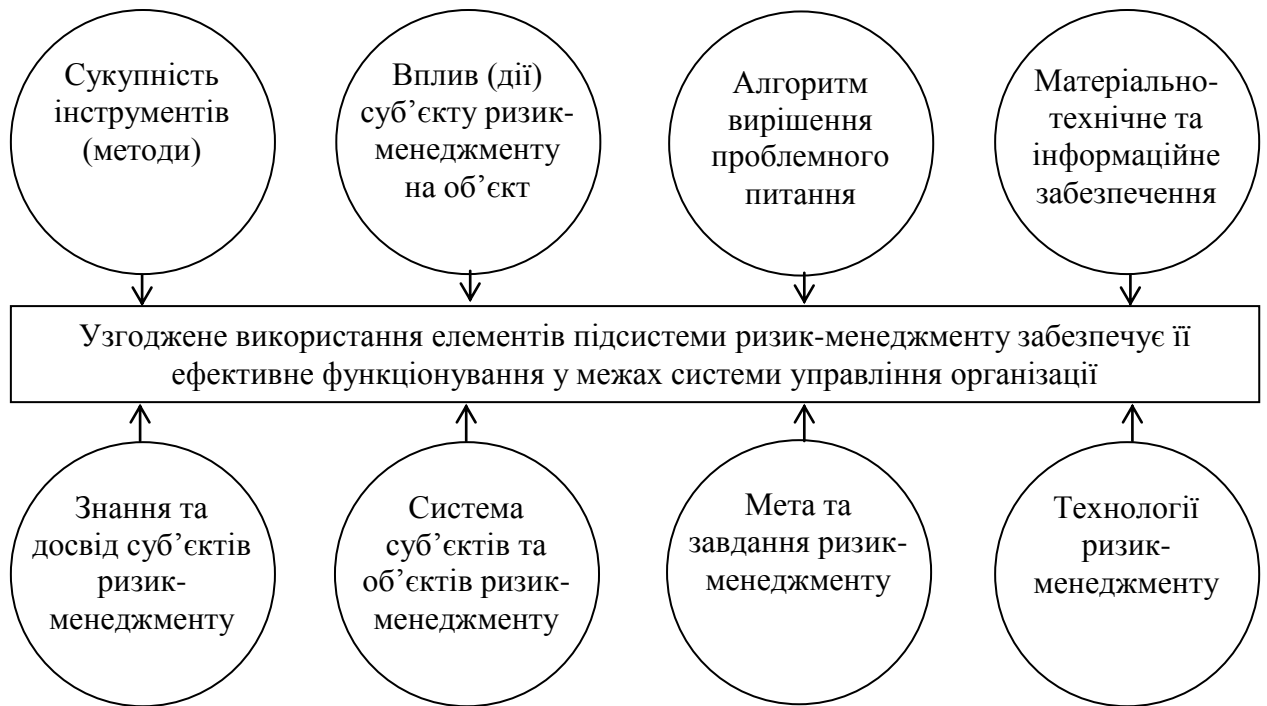 Сукупність
інструментів
(методи)
Вплив (дії)
суб’єкту ризик-
менеджменту
на об’єкт
Алгоритм
вирішення
проблемного
питання
Матеріально-
технічне та
інформаційне
забезпечення
Узгоджене використання елементів підсистеми ризик-менеджменту забезпечує її
ефективне функціонування у межах системи управління організації
Знання та
досвід суб’єктів
ризик-
менеджменту
Система
суб’єктів та
об’єктів ризик-
менеджменту
Мета та
завдання ризик-
менеджменту
Технології
ризик-
менеджменту